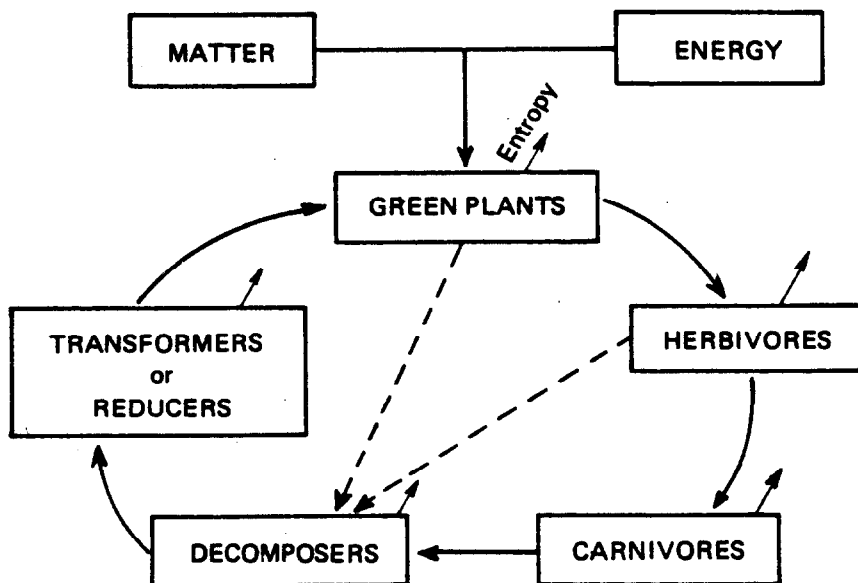 MATTER
ENERGY
Entropy
GREEN PLANTS
TRANSFORMERS
or
REDUCERS
HERBIVORES
DECOMPOSERS
CARNIVORES